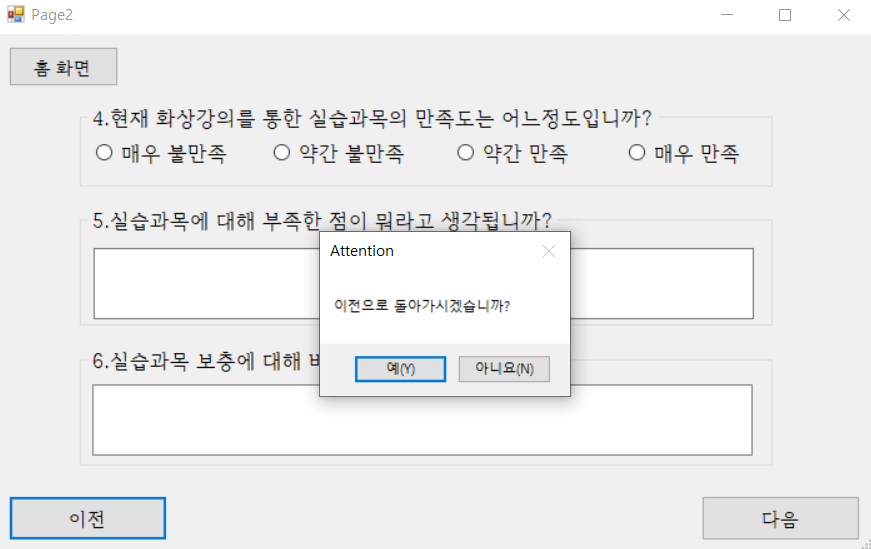 Page2
홈 화면
4.현재 화상강의를 통한 실습과목의 만족도는 어느정도입니까?
매우 불만족 약간 불만족 약간 만족 매우 만족
5.실습과목에 대해 부족한 점이 뭐라고 생각됩니까?
Attention
이전으로 돌아가시겠습니까?
예(Y) 아니요(N)
6.실습과목 보충에 대해
이전 다음